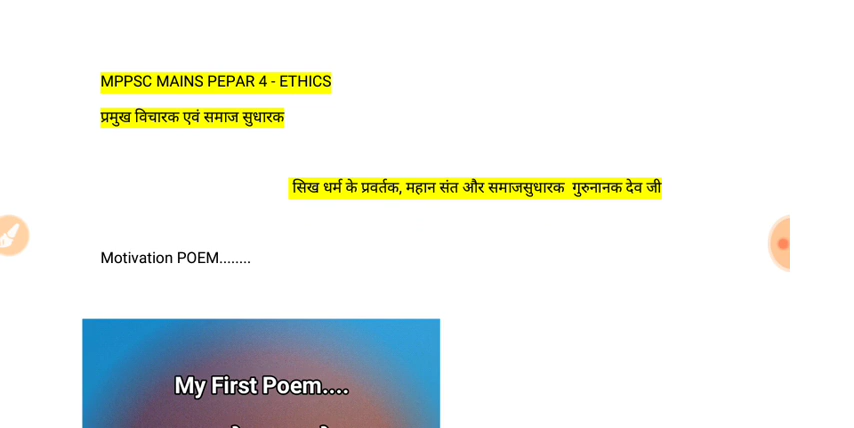 MPPSC MAINS PEPAR 4 - ETHICS
प्रमुख विचारक एवं समाज सुधारक
सिख धर्म के प्रवर्तक, महान संत और समाजसुधारक गुरुनानक देव जी
Motivation POEM........
My First Poem....